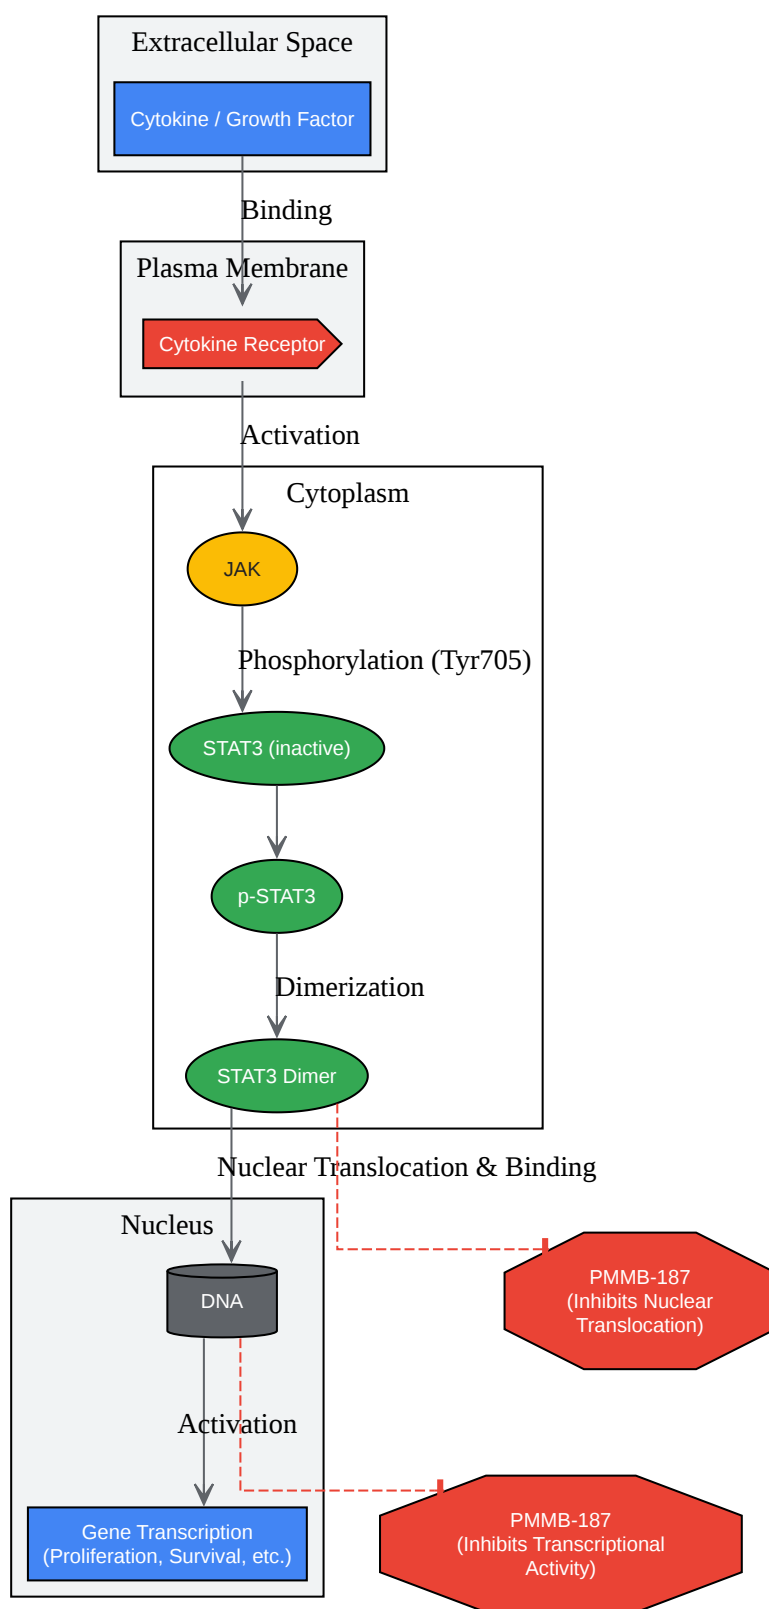 Extracellular Space
Cytokine / Growth Factor
Binding
Plasma Membrane
Cytokine Receptor
Activation
Cytoplasm
JAK
Phosphorylation (Tyr705)
STAT3 (inactive)
p-STAT3
Dimerization
STAT3 Dimer
Nuclear Translocation & Binding
Nucleus
DNA
PMMB-187
(Inhibits Nuclear
Translocation)
Activation
Gene Transcription
(Proliferation, Survival, etc.)
PMMB-187
(Inhibits Transcriptional
Activity)